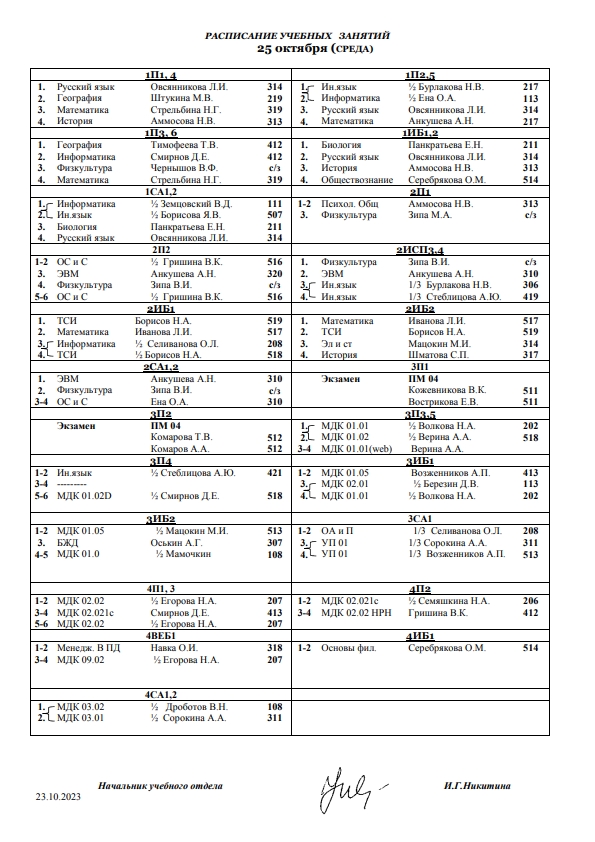 РАСПИСАНИЕ УЧЕБНЫХ ЗАНЯТИЙ
25 октября (СРЕДА)
1П1, 4
1. Русский язык Овсянникова Л.И. 314
2. География Штукина М.В. 219
3. Математика Стрельбина Н.Г. 319
4. История Аммосова Н.В. 313
1П2,5
1. Ин.язык ½ Бурлакова Н.В. 217
2. Информатика ½ Ена О.А. 113
3. Русский язык Овсянникова Л.И. 314
4. Математика Анкушева А.Н. 217
1П3, 6
1. География Тимофеева Т.В. 412
2. Информатика Смирнов Д.Е. 412
3. Физкультура Чернышов В.Ф. с/з
4. Математика Стрельбина Н.Г. 319
1ИБ1,2
1. Биология Панкратьева Е.Н. 211
2. Русский язык Овсянникова Л.И. 314
3. История Аммосова Н.В. 313
4. Обществознание Серебрякова О.М. 514
1СА1,2
1. Информатика ½ Земцовский В.Д. 111
2. Ин.язык ½ Борисова Я.В. 507
3. Биология Панкратьева Е.Н. 211
4. Русский язык Овсянникова Л.И. 314
2П1
1-2 Психол. Общ Аммосова Н.В. 313
3. Физкультура Зипа М.А. с/з
2П2
1-2 ОС и С ½ Гришина В.К. 516
3. ЭВМ Анкушева А.Н. 320
4. Физкультура Зипа В.И. с/з
5-6 ОС и С ½ Гришина В.К. 516
2ИСП3,4
1. Физкультура Зипа В.И. с/з
2. ЭВМ Анкушева А.Н. 310
3. Ин.язык 1/3 Бурлакова Н.В. 306
4. Ин.язык 1/3 Стеблицова А.Ю. 419
2ИБ1
1. ТСИ Борисов Н.А. 519
2. Математика Иванова Л.И. 517
3. Информатика ½ Селиванова О.Л. 208
4. ТСИ ½ Борисов Н.А. 518
2ИБ2
1. Математика Иванова Л.И. 517
2. ТСИ Борисов Н.А. 519
3. Эл и ст Мацокин М.И. 314
4. История Шматова С.П. 317
2СА1,2
1. ЭВМ Анкушева А.Н. 310
2. Физкультура Зипа В.И. с/з
3-4 ОС и С Ена О.А. 310
3П1
Экзамен ПМ 04
Кожевникова В.К. 511
Вострикова Е.В. 511
3П2
Экзамен ПМ 04
Комарова Т.В. 512
Комаров А.А. 512
3П3,5
1. МДК 01.01 ½ Волкова Н.А. 202
2. МДК 01.02 ½ Верина А.А. 518
3-4 МДК 01.01(web) Верина А.А.
3П4
1-2 Ин.язык ½ Стеблицова А.Ю. 421
3-4 ---------
5-6 МДК 01.02D ½ Смирнов Д.Е. 518
3ИБ1
1-2 МДК 01.05 Возженников А.П. 413
3. МДК 02.01 ½ Березин Д.В. 113
4. МДК 01.01 ½ Волкова Н.А. 202
3ИБ2
1-2 МДК 01.05 ½ Мацокин М.И. 513
3. БЖД Оськин А.Г. 307
4-5 МДК 01.0 ½ Мамочкин 108
3СА1
1-2 ОА и П 1/3 Селиванова О.Л. 208
3. УП 01 1/3 Сорокина А.А. 311
4. УП 01 1/3 Возженников А.П. 513
4П1, 3
1-2 МДК 02.02 ½ Егорова Н.А. 207
3-4 МДК 02.021с Смирнов Д.Е. 413
5-6 МДК 02.02 ½ Егорова Н.А. 207
4П2
1-2 МДК 02.021с ½ Семяшкина Н.А. 206
3-4 МДК 02.02 НРН Гришина В.К. 412
4ВЕБ1
1-2 Менедж. В ПД Навка О.И. 318
3-4 МДК 09.02 ½ Егорова Н.А. 207
4ИБ1
1-2 Основы фил. Серебрякова О.М. 514
4СА1,2
1. МДК 03.02 ½ Дроботов В.Н. 108
2. МДК 03.01 ½ Сорокина А.А. 311
Начальник учебного отдела И.Г.Никитина
23.10.2023